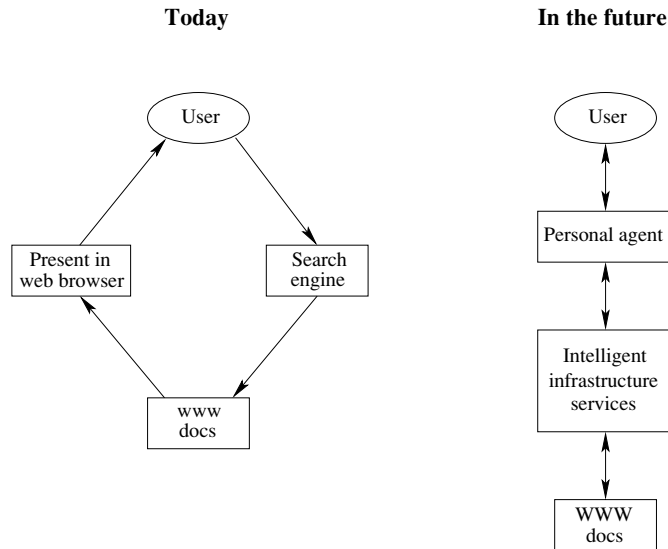 Today
User
Present in
web browser
Search
engine
www
docs
In the future
User
Personal agent
Intelligent
infrastructure
services
WWW
docs